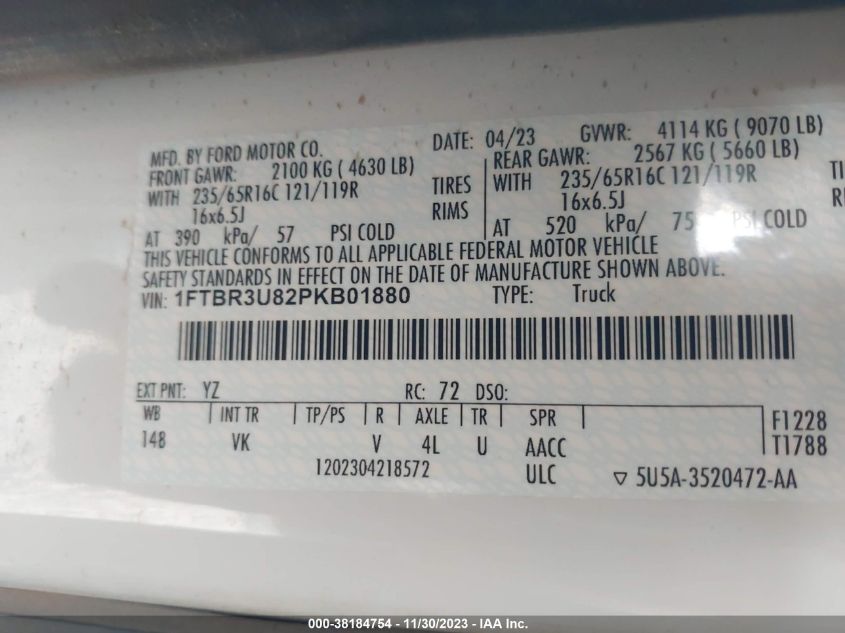 MFD. BY FORD MOTOR CO.
DATE: 04/23 GVWR: 4114 KG ( 9070 LB)
FRONT GAWR: 2100 KG ( 4630 LB)
REAR GAWR: 2567 KG ( 5660 LB)
WITH 235/65R16C 121/119R TIRES
WITH 235/65R16C 121/119R TI
16x6.5J RIMS
16x6.5J
AT 390 kPa/ 57 PSI COLD
AT 520 kPa/ 75 PSI COLD
THIS VEHICLE CONFORMS TO ALL APPLICABLE FEDERAL MOTOR VEHICLE
SAFETY STANDARDS IN EFFECT ON THE DATE OF MANUFACTURE SHOWN ABOVE.
VIN: 1FTBR3U82PKB01880 TYPE: Truck
EXT PNT: YZ RC: 72 DSO:
WB INT TR TP/PS R AXLE TR SPR
F1228
148 VK V 4L U AACC
T1788
1202304218572 ULC ▽ 5U5A-3520472-AA
000-38184754 - 11/30/2023 - IAA Inc.